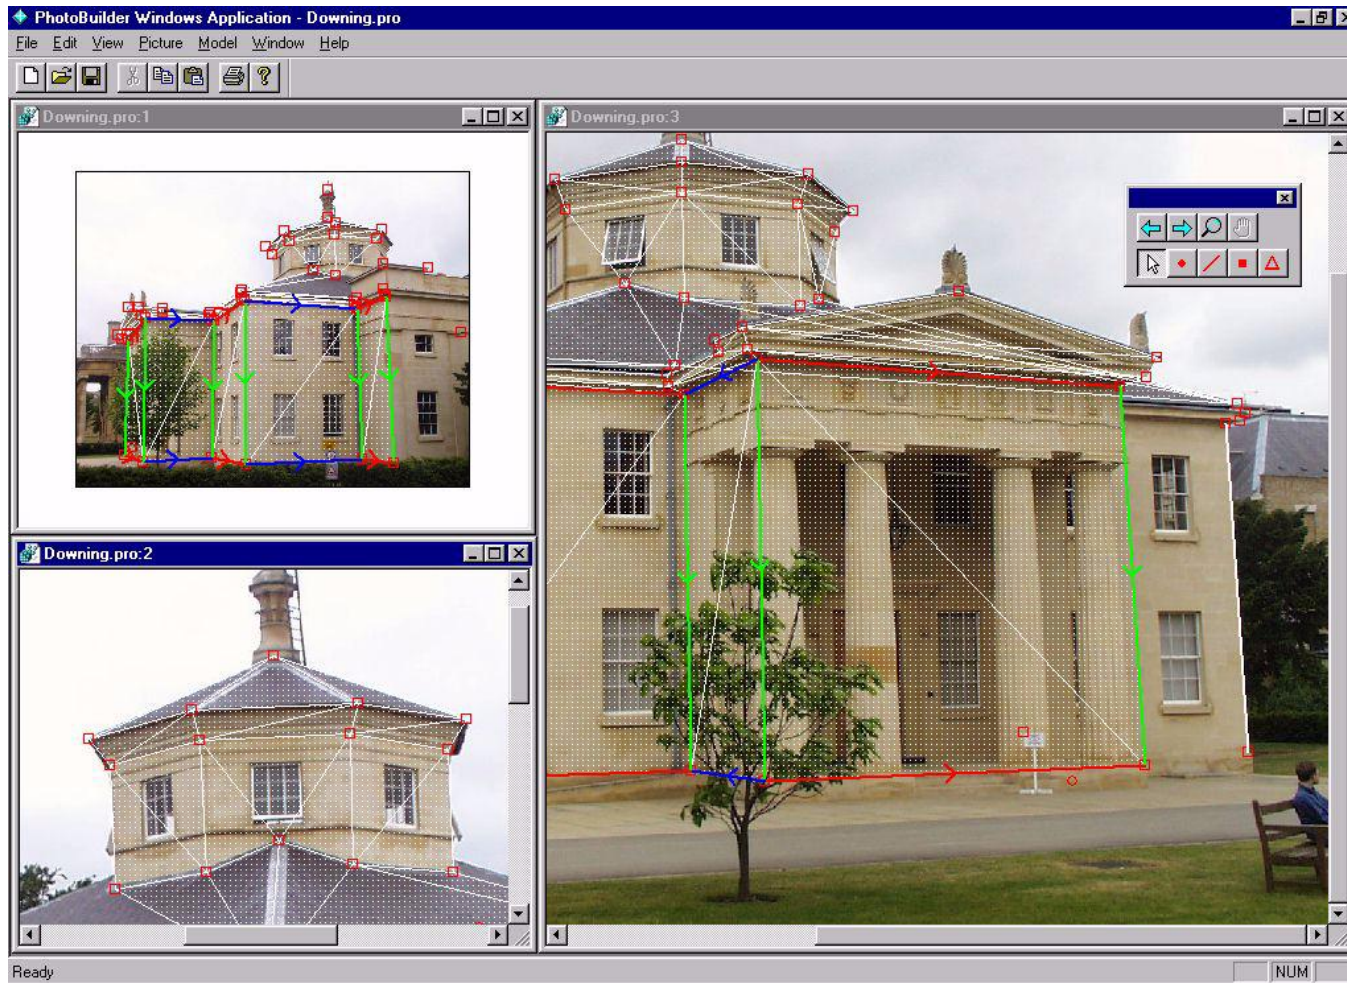 PhotoBuilder Windows Application - Downing.pro
File Edit View Picture Model Window Help
Downing.pro:1
Downing.pro:3
Downing.pro:2
Ready
NUM